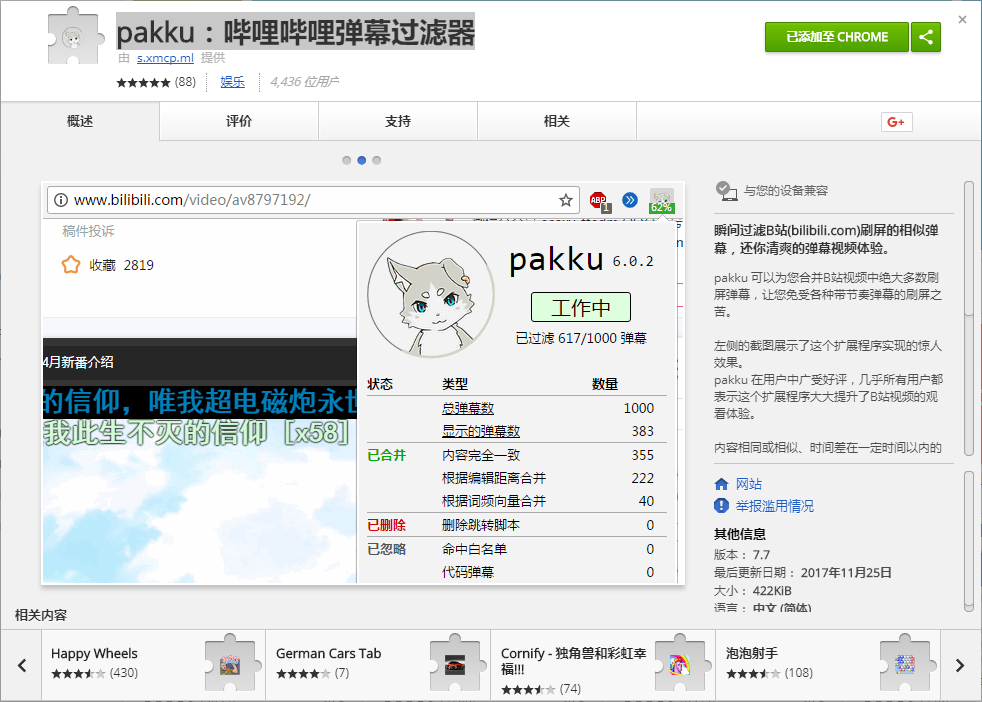 pakku：哔哩哔哩弹幕过滤器
由 s.xmcp.ml 提供
★★★★★ (88) 娱乐 4,436 位用户
已添加至 CHROME
概述 评价 支持 相关 G+
www.bilibili.com/video/av8797192/
ABP 1 62%
稿件投诉
收藏 2819
4月新番介绍
的信仰，唯我超电磁炮永世
我此生不灭的信仰 [x58]
pakku 6.0.2
工作中
已过滤 617/1000 弹幕
状态 类型 数量
总弹幕数 1000
显示的弹幕数 383
已合并 内容完全一致 355
根据编辑距离合并 222
根据词频向量合并 40
已删除 删除跳转脚本 0
已忽略 命中白名单 0
代码弹幕 0
与您的设备兼容
瞬间过滤B站(bilibili.com)刷屏的相似弹
幕，还你清爽的弹幕视频体验。
pakku 可以为您合并B站视频中绝大多数刷
屏弹幕，让您免受各种带节奏弹幕的刷屏之
苦。
左侧的截图展示了这个扩展程序实现的惊人
效果。
pakku 在用户中广受好评，几乎所有用户都
表示这个扩展程序大大提升了B站视频的观
看体验。
内容相同或相似、时间差在一定时间以内的
网站
举报滥用情况
其他信息
版本： 7.7
最后更新日期： 2017年11月25日
大小： 422KiB
语言： 中文 (简体)
相关内容
Happy Wheels
(430)
German Cars Tab
(7)
Cornify - 独角兽和彩虹幸
福!!!
(74)
泡泡射手
(108)